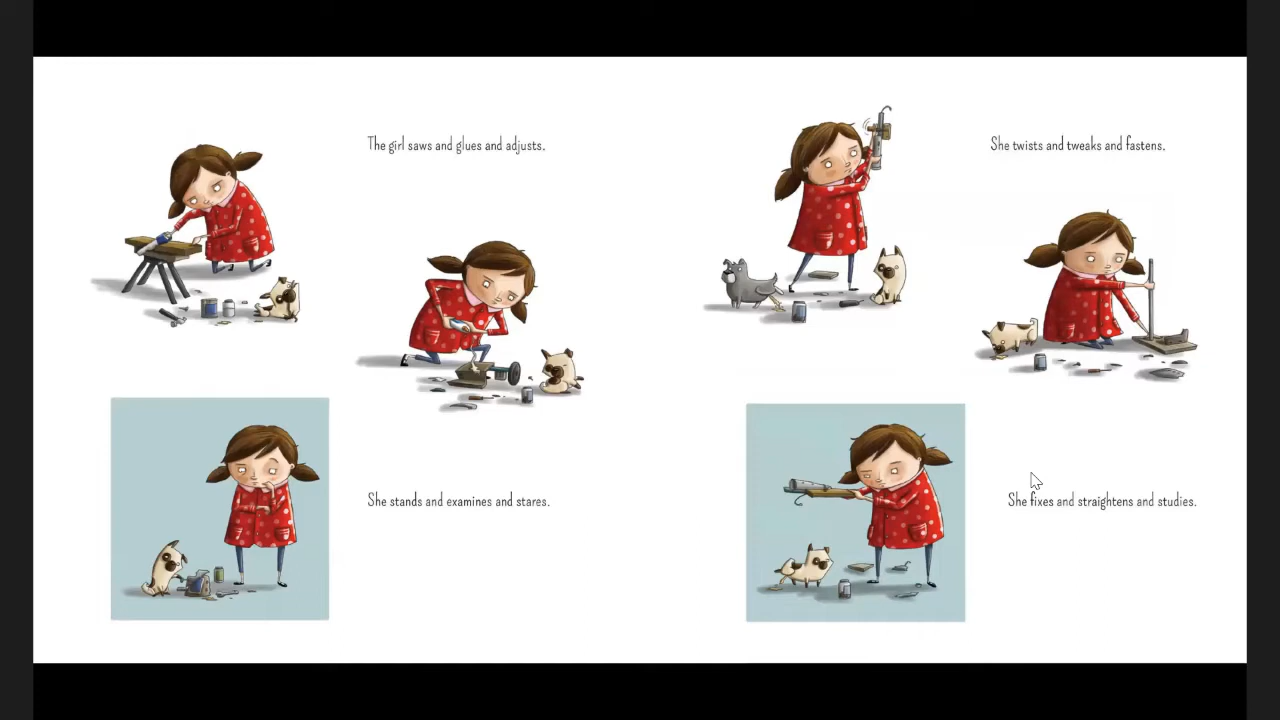 The girl saws and glues and adjusts.
She stands and examines and stares.
She twists and tweaks and fastens.
She fixes and straightens and studies.